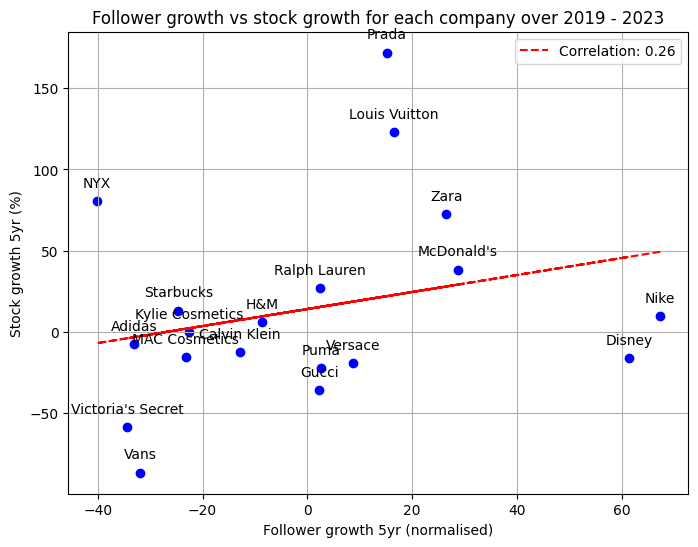 Follower growth vs stock growth for each company over 2019 - 2023
Prada
Correlation: 0.26
150
Louis Vuitton
100
NYX
Zara
50
McDonald's
Ralph Lauren
Starbucks
Nike
H&M
Kylie Cosmetics
0
Adidas
Calvin Klein
MAC Cosmetics
Disney
Versace
Puma
Gucci
−50
Victoria's Secret
Vans
−40
−20
0
20
40
60
Follower growth 5yr (normalised)
Stock growth 5yr (%)